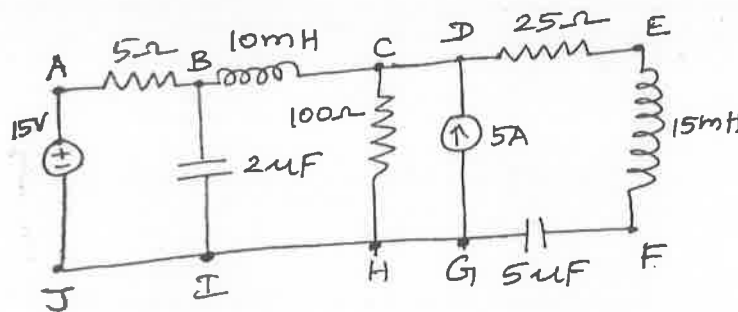 A 5Ω B 10mH C D 25Ω E
15V + − 2uF 100Ω ↑ 5A 15mH
J I H G 5uF F